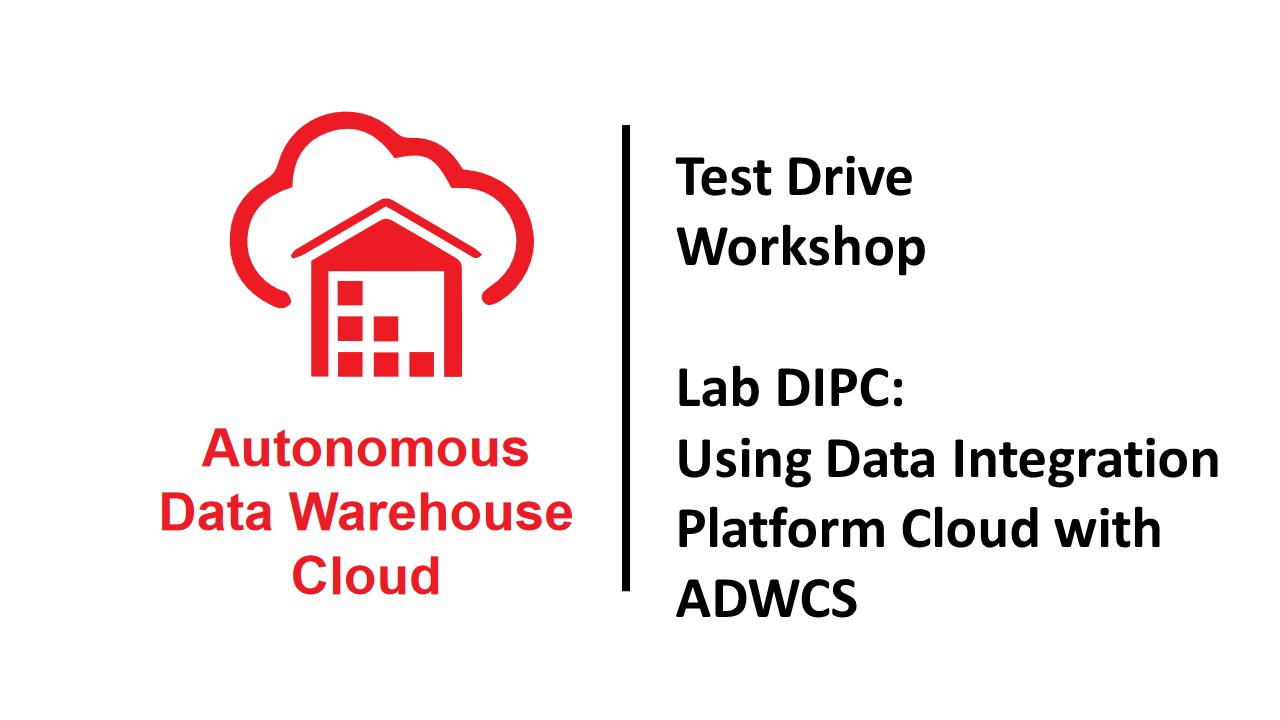 Autonomous
Data Warehouse
Cloud
Test Drive
Workshop
Lab DIPC:
Using Data Integration
Platform Cloud with
ADWCS